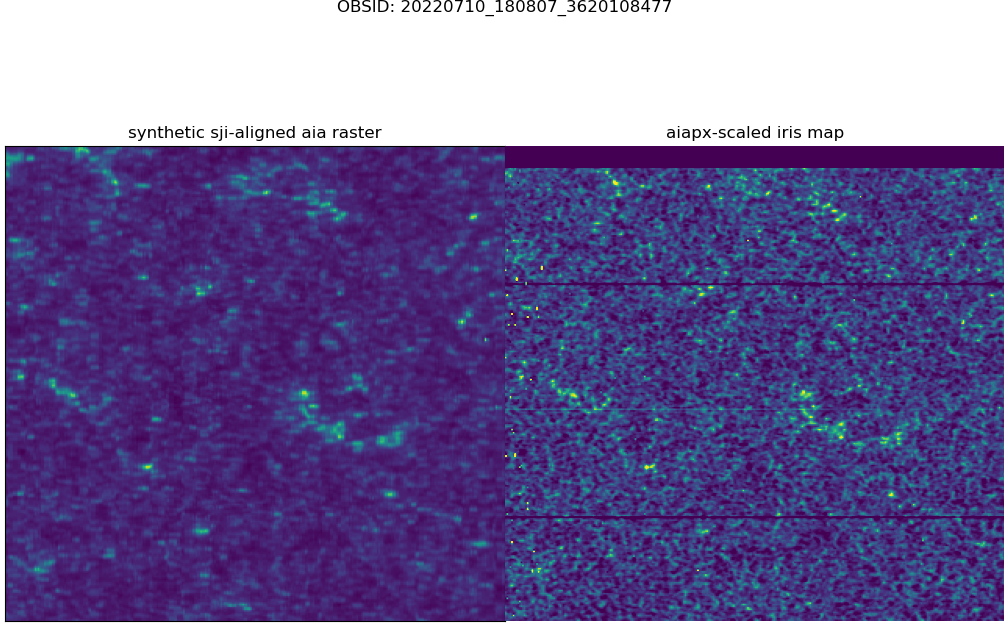 OBSID: 20220710_180807_3620108477
synthetic sji-aligned aia raster
aiapx-scaled iris map